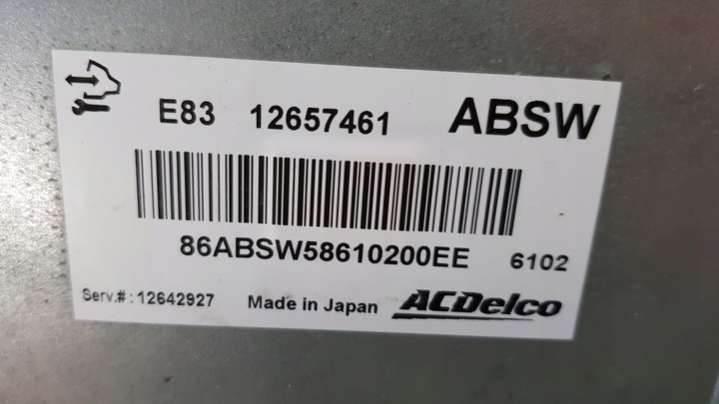 E83 12657461 ABSW
86ABSW58610200EE 6102
Serv.#: 12642927 Made in Japan ACDelco